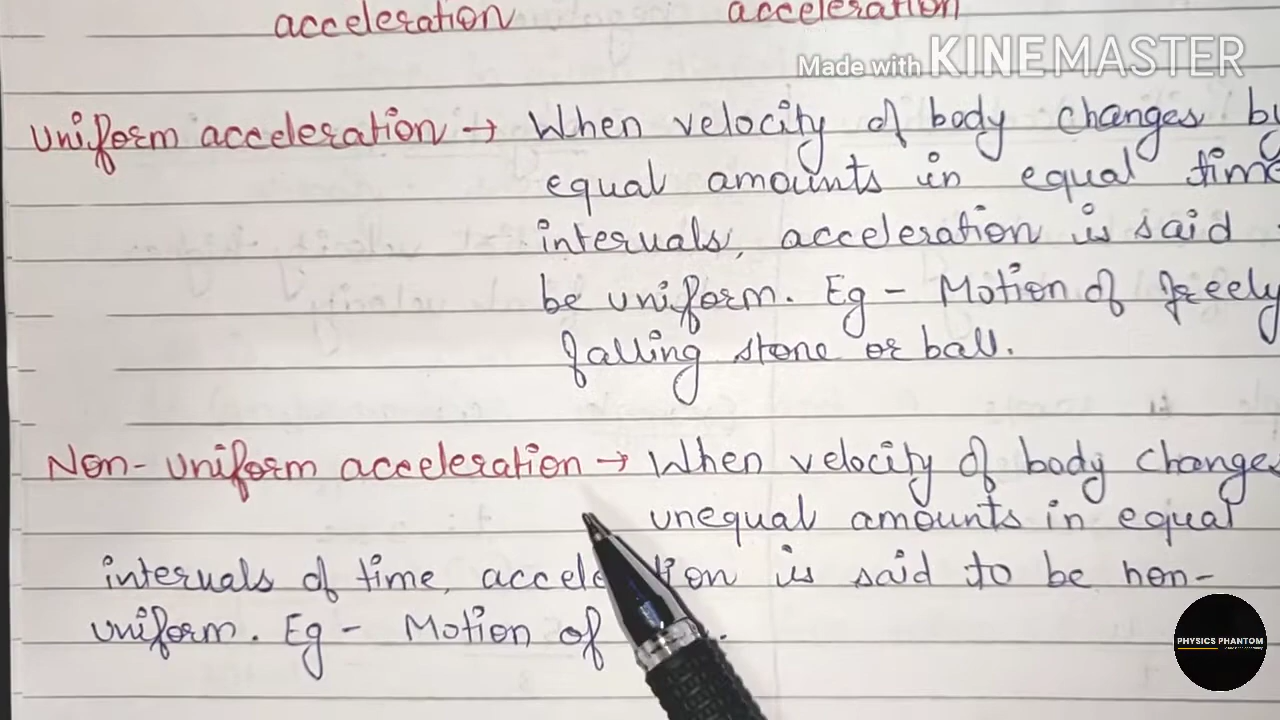 acceleration acceleration
Made with KINEMASTER
Uniform acceleration → When velocity of body changes by
equal amounts in equal time
intervals, acceleration is said
be uniform. Eg - Motion of freely
falling stone or ball.
Non-uniform acceleration → When velocity of body change
unequal amounts in equal
intervals of time, is said to be non-
uniform. Eg - Motion of
PHYSICS PHANTOM